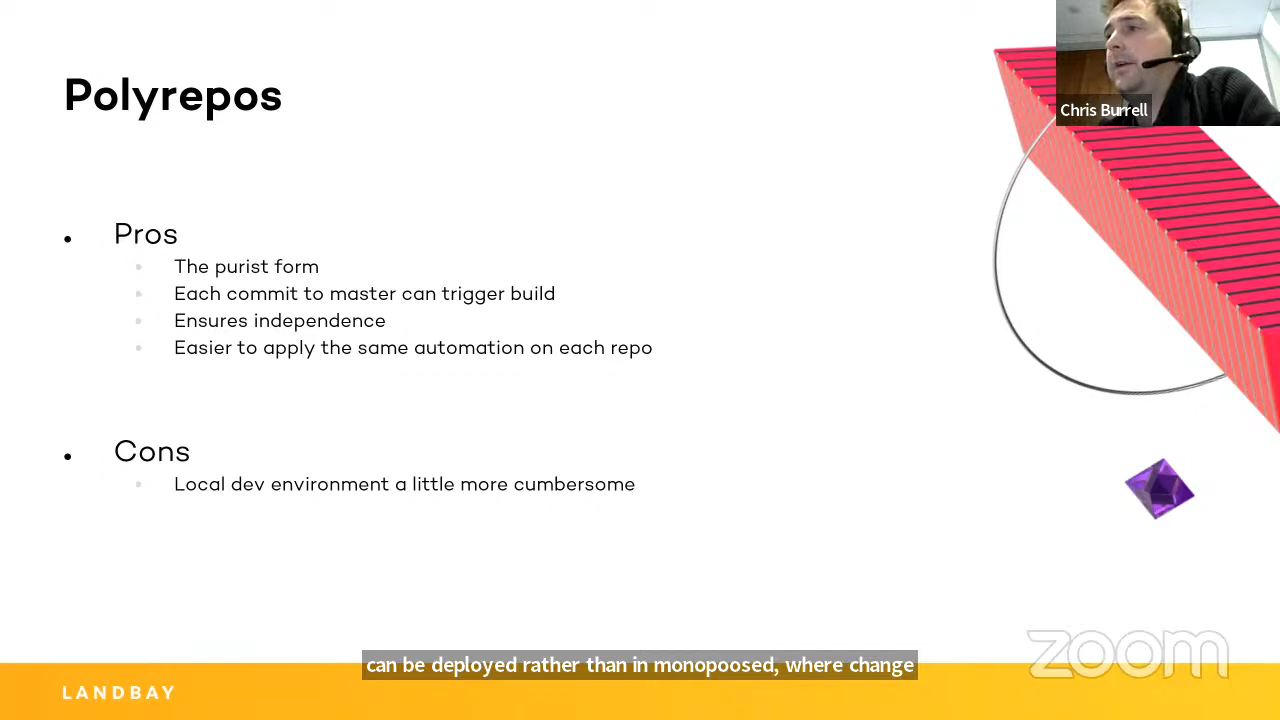 Polyrepos
Chris Burrell
Pros
The purist form
Each commit to master can trigger build
Ensures independence
Easier to apply the same automation on each repo
Cons
Local dev environment a little more cumbersome
zoom
can be deployed rather than in monopoosed, where change
LANDBAY